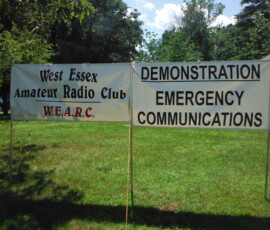 West Essex
Amateur Radio Club
W.E.A.R.C.
DEMONSTRATION
EMERGENCY
COMMUNICATIONS